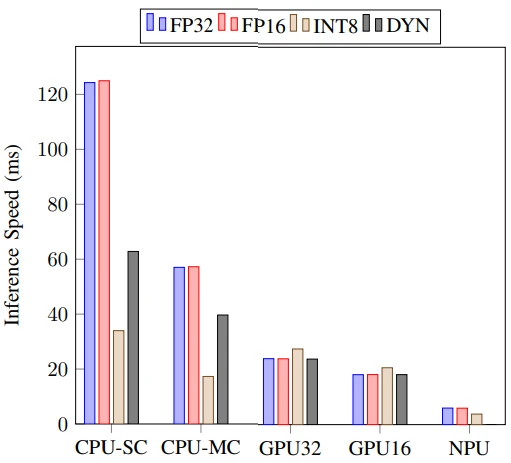 FP32 FP16 INT8 DYN
120
100
80
60
40
20
0
Inference Speed (ms)
CPU-SC CPU-MC GPU32 GPU16 NPU